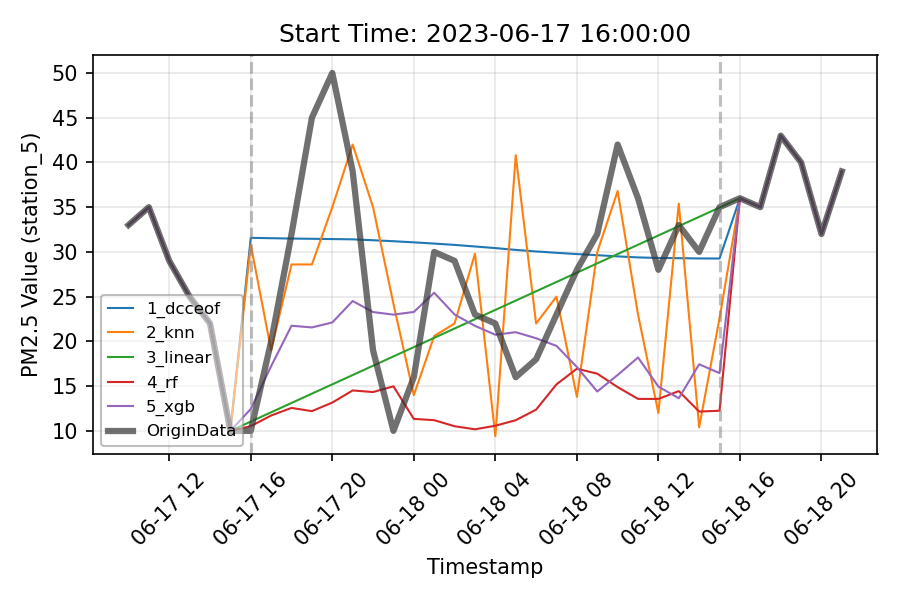 Start Time: 2023-06-17 16:00:00
PM2.5 Value (station_5)
50
45
40
35
30
25
20
15
10
1_dcceof
2_knn
3_linear
4_rf
5_xgb
OriginData
06-17 12
06-17 16
06-17 20
06-18 00
06-18 04
06-18 08
06-18 12
06-18 16
06-18 20
Timestamp